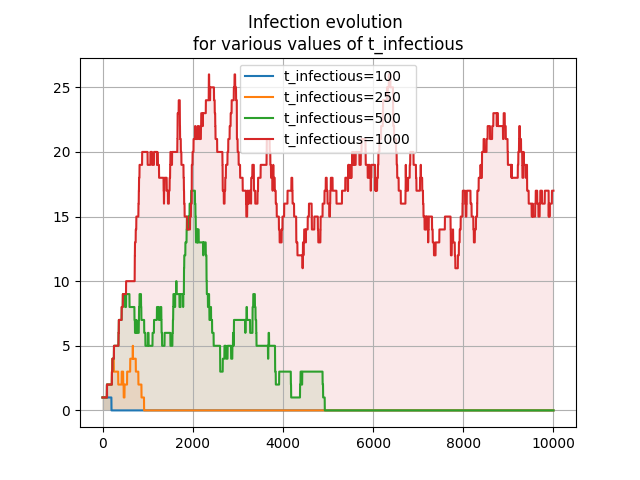 Infection evolution
for various values of t_infectious
t_infectious=100
t_infectious=250
t_infectious=500
t_infectious=1000
25
20
15
10
5
0
0 2000 4000 6000 8000 10000